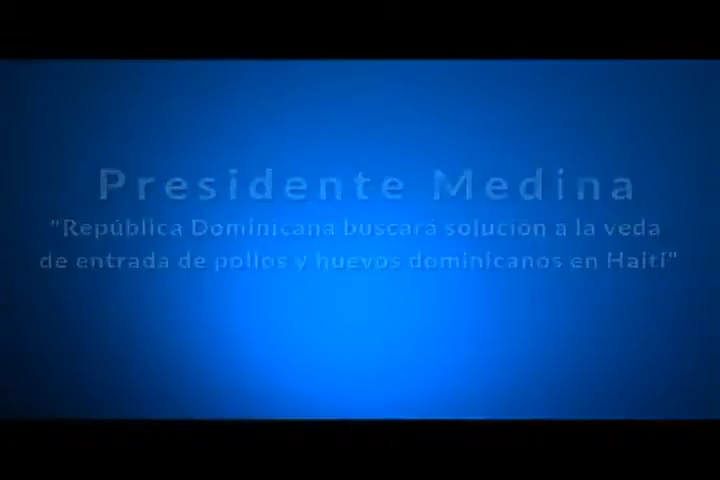 Presidente Medina
"República Dominicana buscará solución a la veda
de entrada de pollos y huevos dominicanos en Haití"